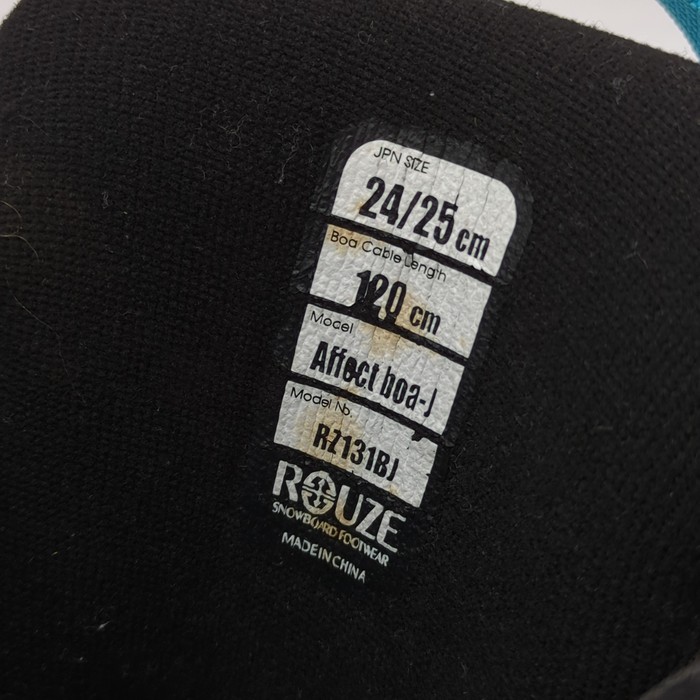 JPN SIZE
24/25 cm
Boa Cable Length
120 cm
Model
Affect boa-J
Model No.
RZ131BJ
ROUZE
SNOWBOARD FOOTWEAR
MADE IN CHINA